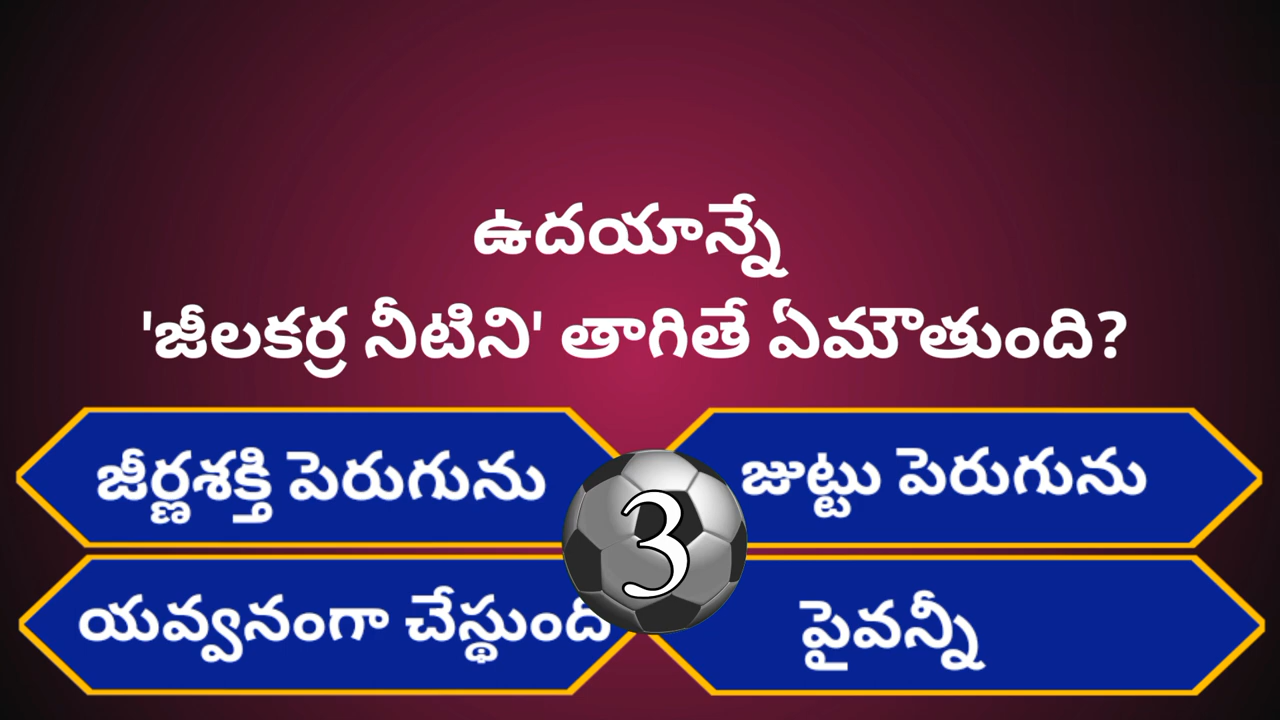 ఉదయాన్నే
'జీలకర్ర నీటిని' తాగితే ఏమౌతుంది?
జీర్ణశక్తి పెరుగును
జుట్టు పెరుగును
3
యవ్వనంగా చేస్థుంది
పైవన్నీ